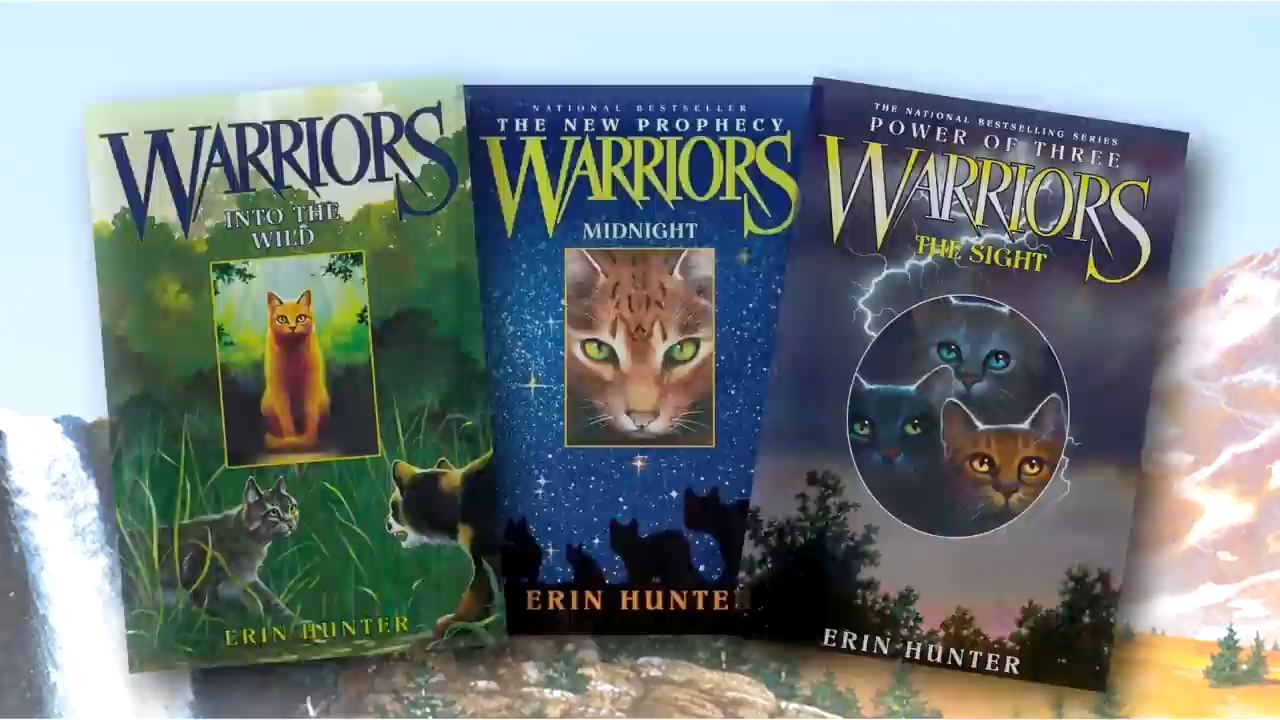 WARRIORS
INTO THE
WILD
ERIN HUNTER
NATIONAL BESTSELLER
THE NEW PROPHECY
WARRIORS
MIDNIGHT
ERIN HUNTE
THE NATIONAL BESTSELLING SERIES
POWER OF THREE
WARRIORS
THE SIGHT
ERIN HUNTER